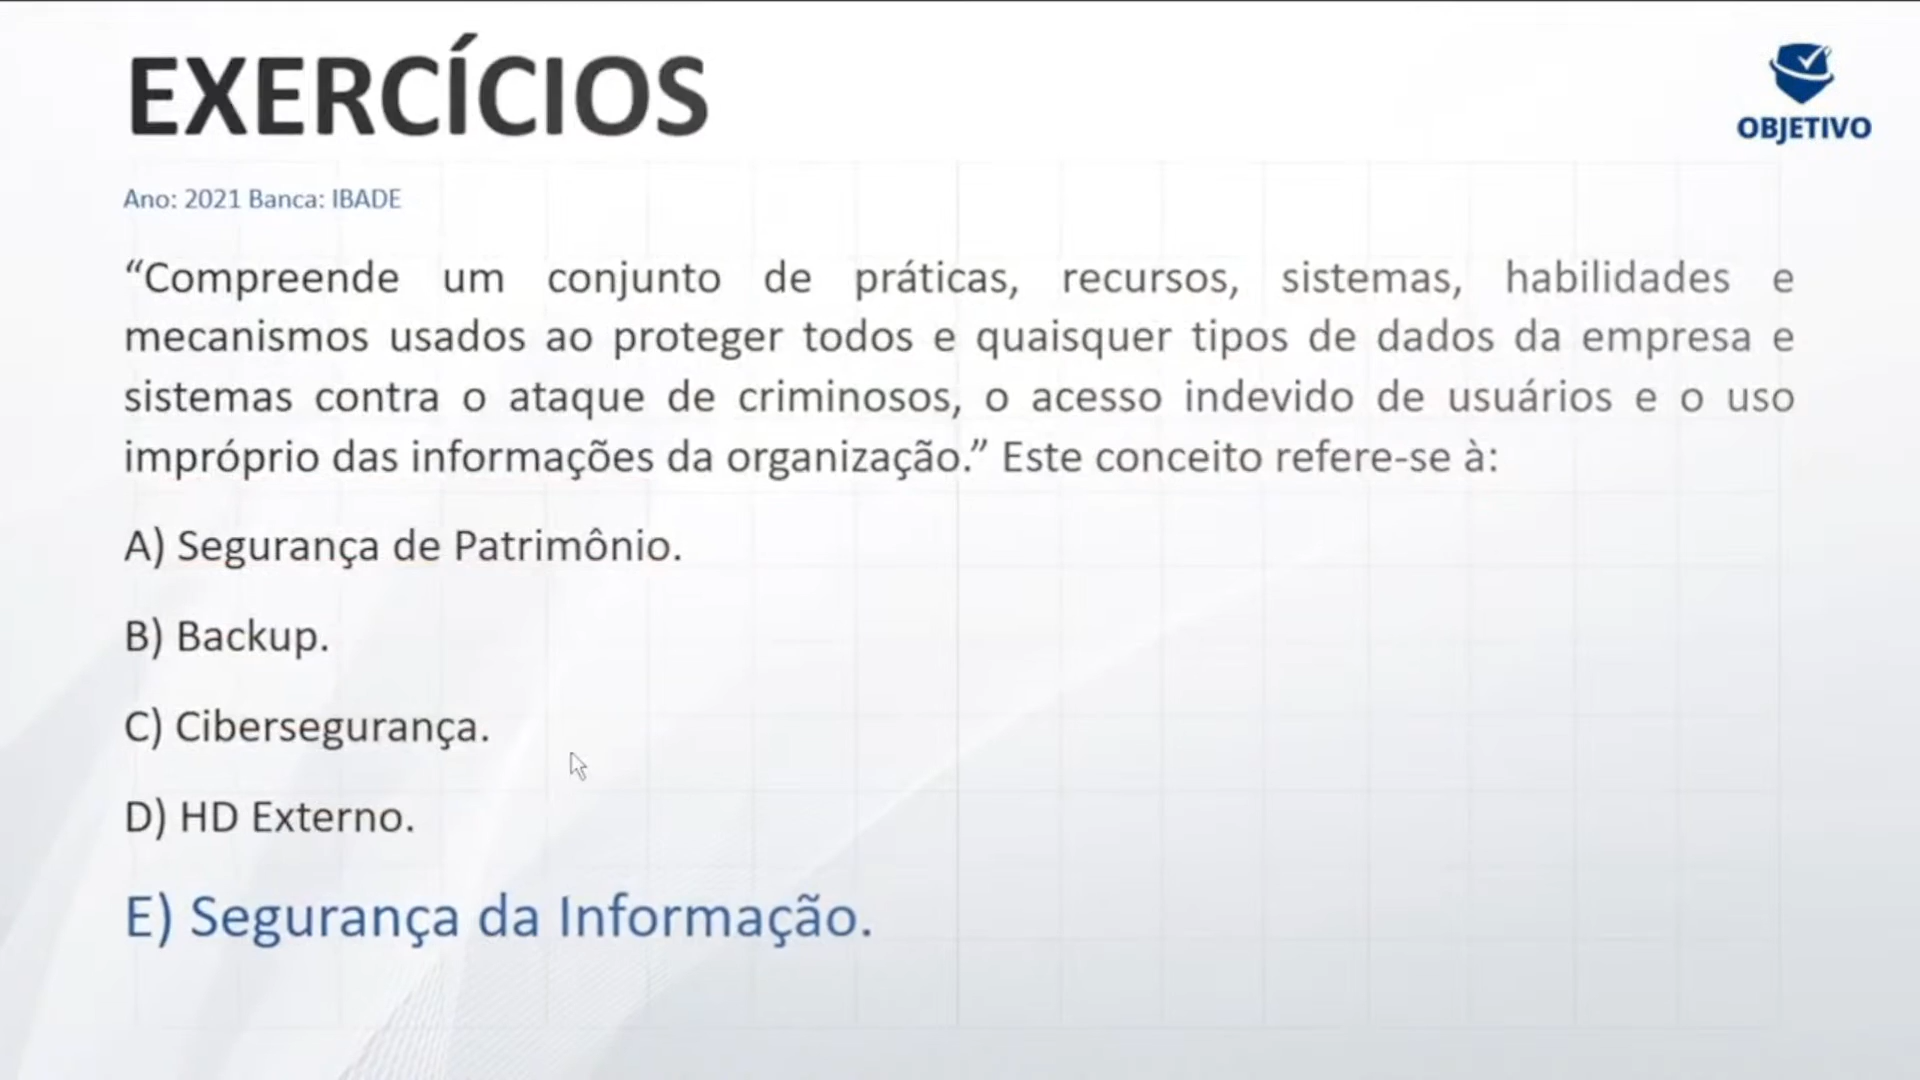 EXERCÍCIOS
OBJETIVO
Ano: 2021 Banca: IBADE
“Compreende um conjunto de práticas, recursos, sistemas, habilidades e
mecanismos usados ao proteger todos e quaisquer tipos de dados da empresa e
sistemas contra o ataque de criminosos, o acesso indevido de usuários e o uso
impróprio das informações da organização.” Este conceito refere-se à:
A) Segurança de Patrimônio.
B) Backup.
C) Cibersegurança.
D) HD Externo.
E) Segurança da Informação.